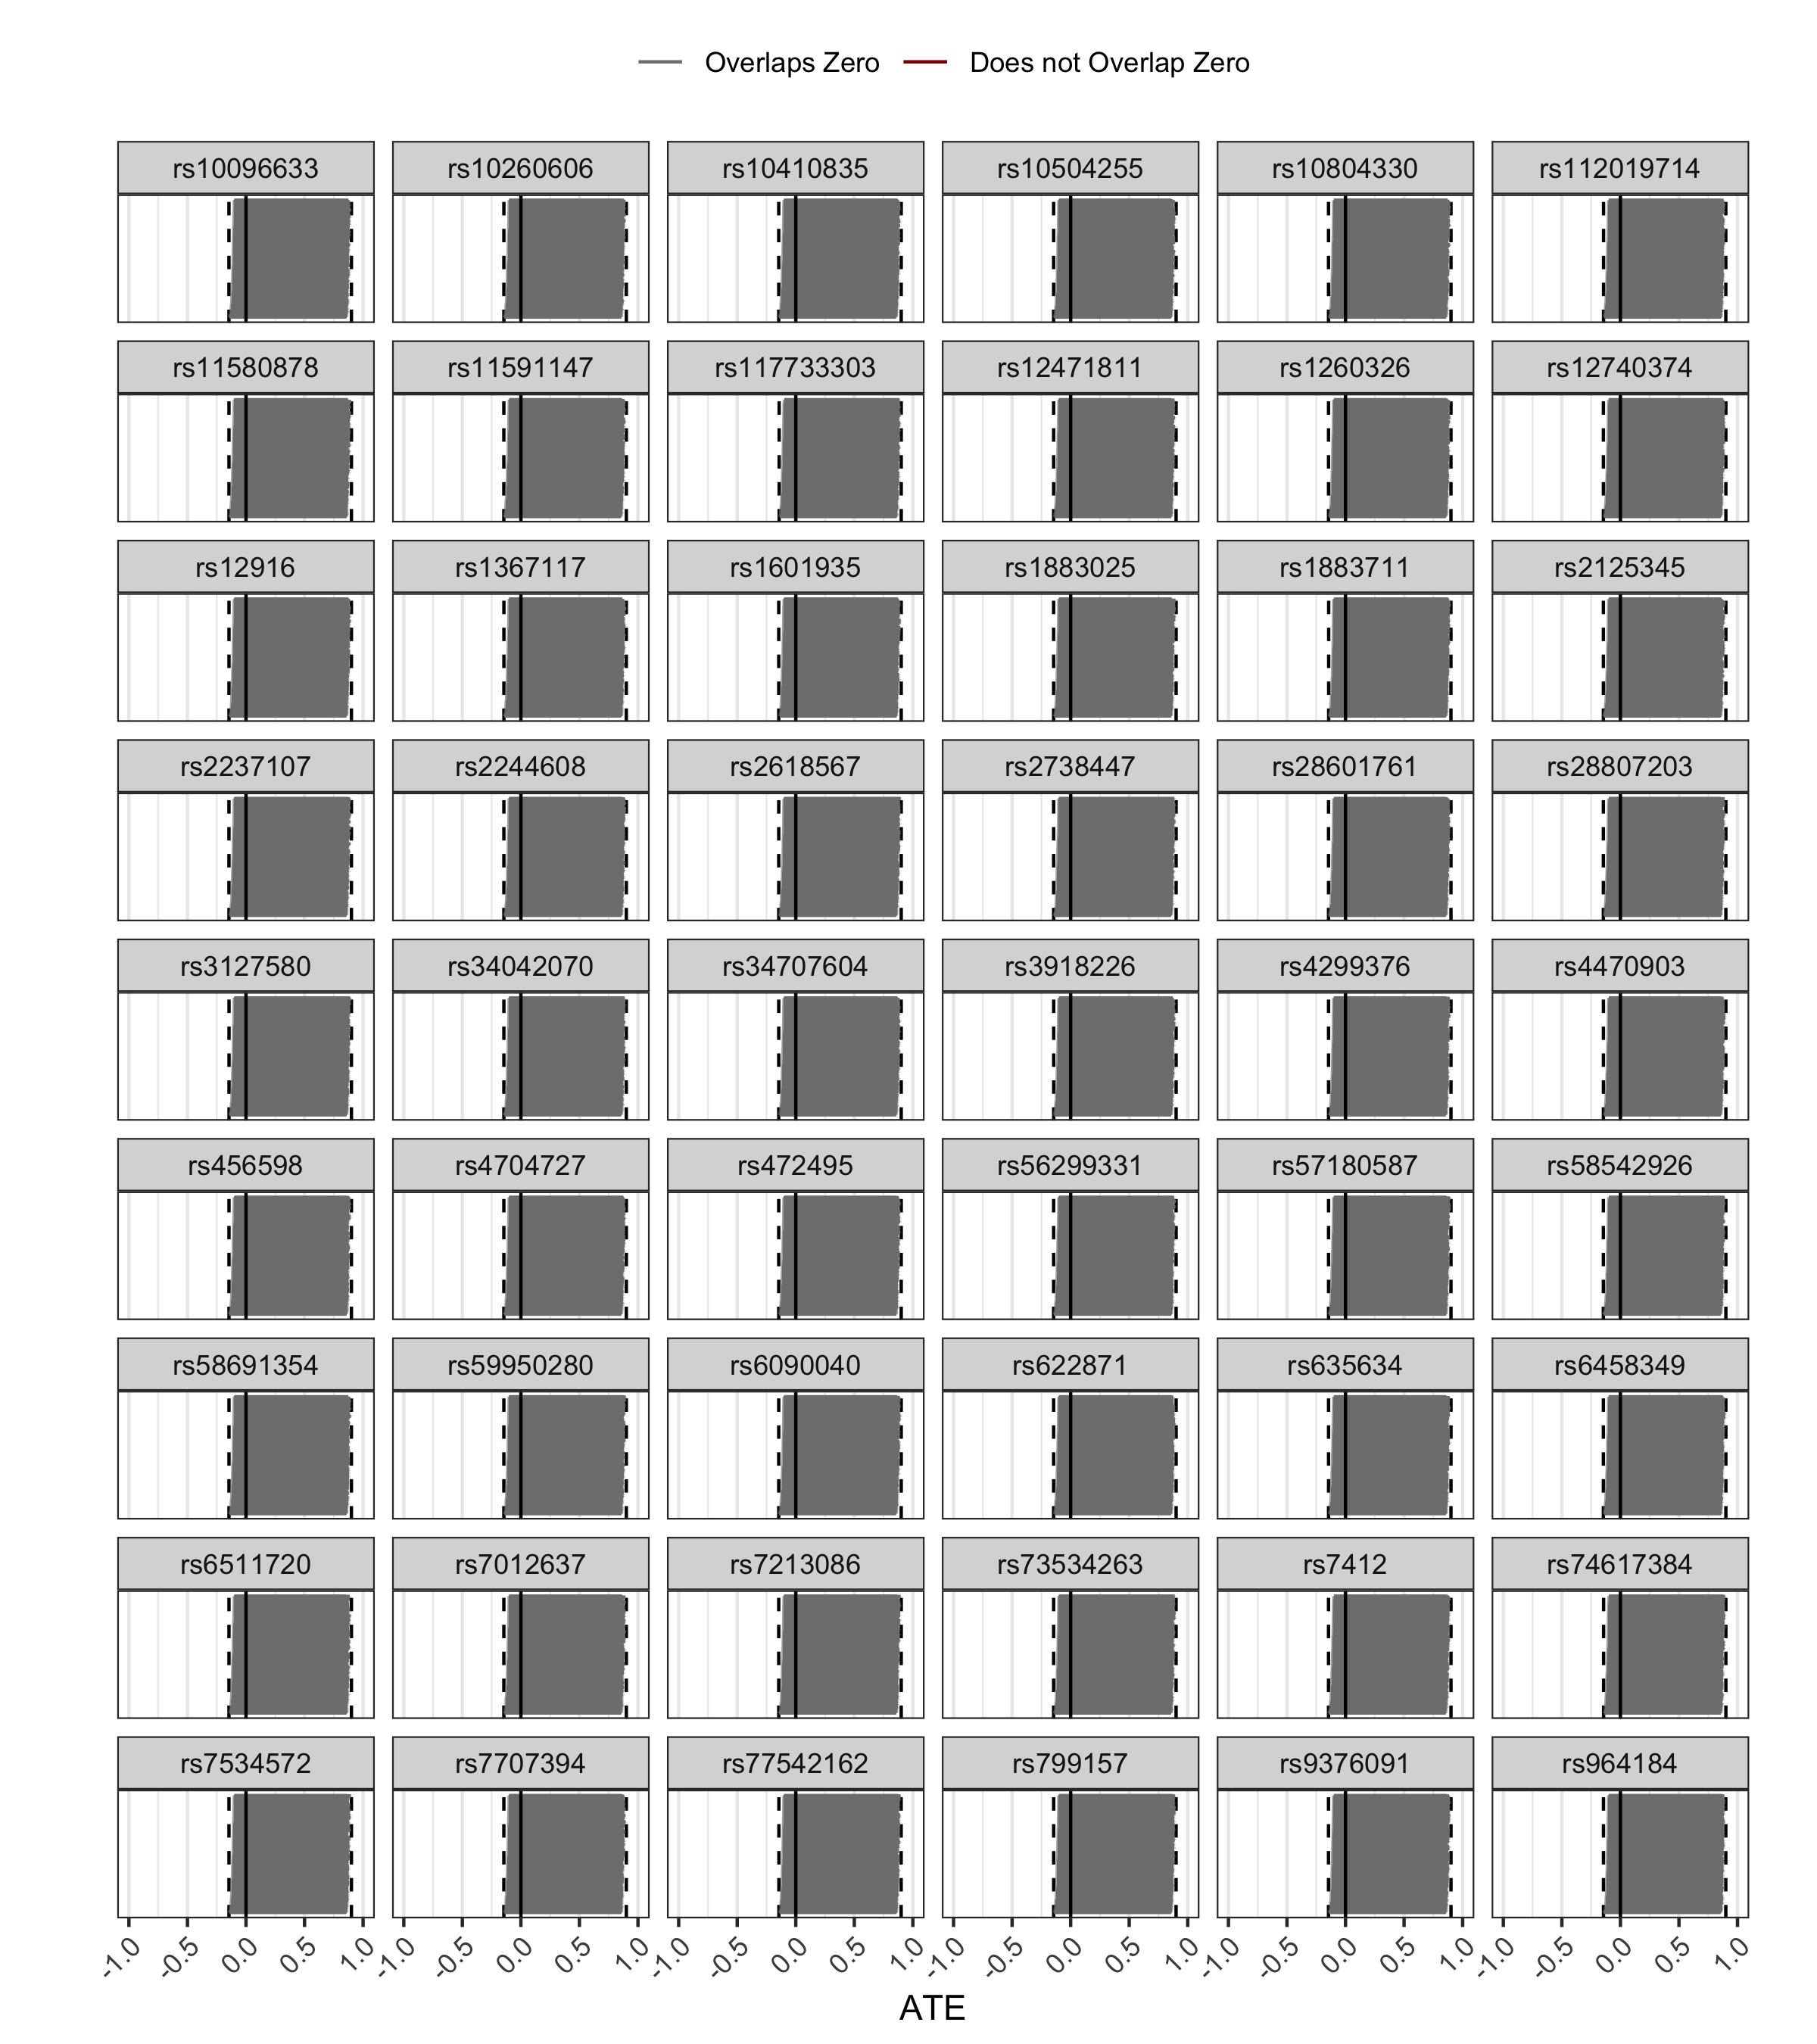 Overlaps Zero Does not Overlap Zero
rs10096633 rs10260606 rs10410835 rs10504255 rs10804330 rs112019714
rs11580878 rs11591147 rs117733303 rs12471811 rs1260326 rs12740374
rs12916 rs1367117 rs1601935 rs1883025 rs1883711 rs2125345
rs2237107 rs2244608 rs2618567 rs2738447 rs28601761 rs28807203
rs3127580 rs34042070 rs34707604 rs3918226 rs4299376 rs4470903
rs456598 rs4704727 rs472495 rs56299331 rs57180587 rs58542926
rs58691354 rs59950280 rs6090040 rs622871 rs635634 rs6458349
rs6511720 rs7012637 rs7213086 rs73534263 rs7412 rs74617384
rs7534572 rs7707394 rs77542162 rs799157 rs9376091 rs964184
-1.0 -0.5 0.0 0.5 1.0 -1.0 -0.5 0.0 0.5 1.0 -1.0 -0.5 0.0 0.5 1.0 -1.0 -0.5 0.0 0.5 1.0 -1.0 -0.5 0.0 0.5 1.0 -1.0 -0.5 0.0 0.5 1.0
ATE